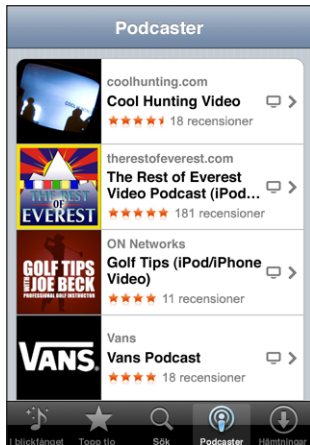 Podcaster
coolhunting.com
Cool Hunting Video
18 recensioner
THE REST
OF
EVEREST
therestofeverest.com
The Rest of Everest
Video Podcast (iPod…
181 recensioner
GOLF TIPS
WITH JOE BECK
PROFESSIONAL GOLF INSTRUCTOR
ON Networks
Golf Tips (iPod/iPhone
Video)
11 recensioner
VANS
Vans
Vans Podcast
18 recensioner
I blickfånget Topp tio Sök Podcaster Hämtningar